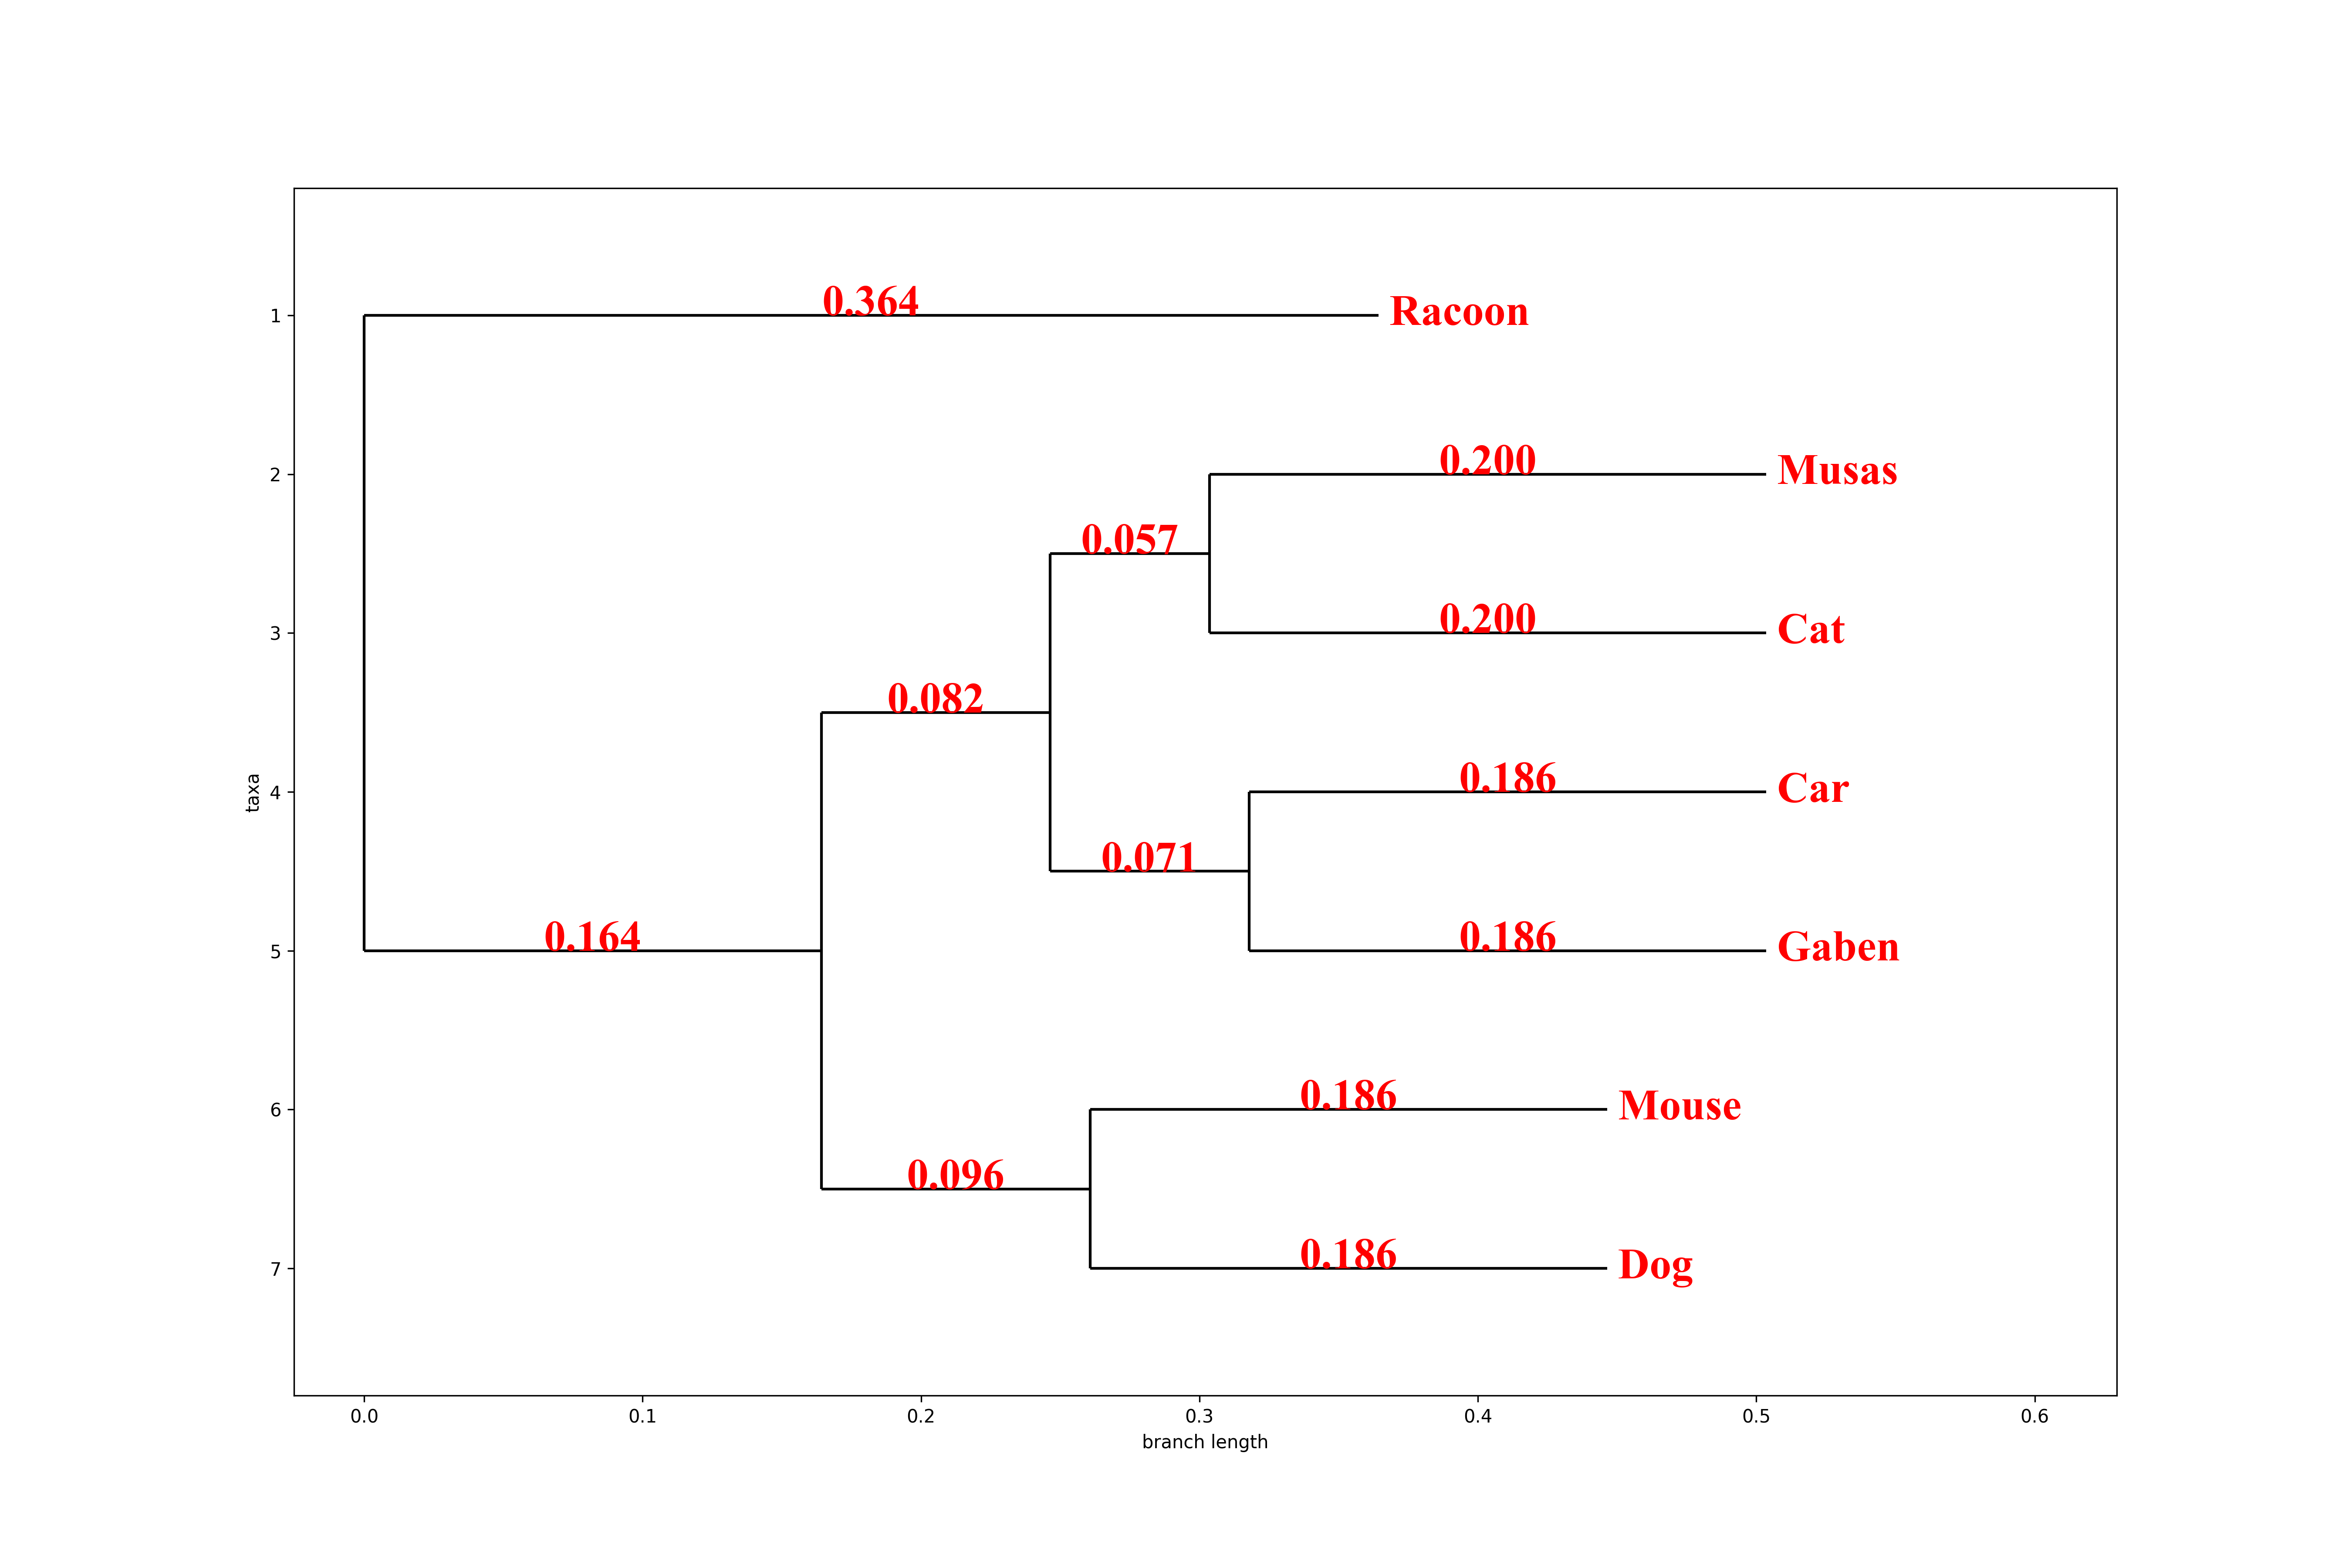 0.364 Racoon
1
0.200 Musas
2
0.057
0.200 Cat
3
0.082
0.186 Car
4
taxa
0.071
0.164 0.186 Gaben
5
0.186 Mouse
6
0.096
0.186 Dog
7
0.0 0.1 0.2 0.3 0.4 0.5 0.6
branch length